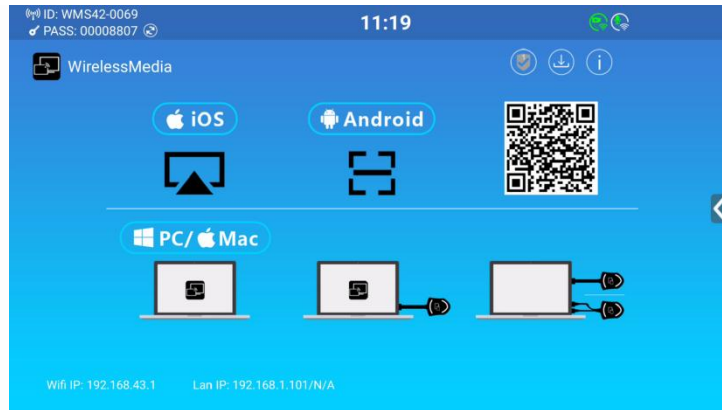 ID: WMS42-0069
PASS: 00008807
11:19
WirelessMedia
iOS
Android
PC/ Mac
Wifi IP: 192.168.43.1 Lan IP: 192.168.1.101/N/A